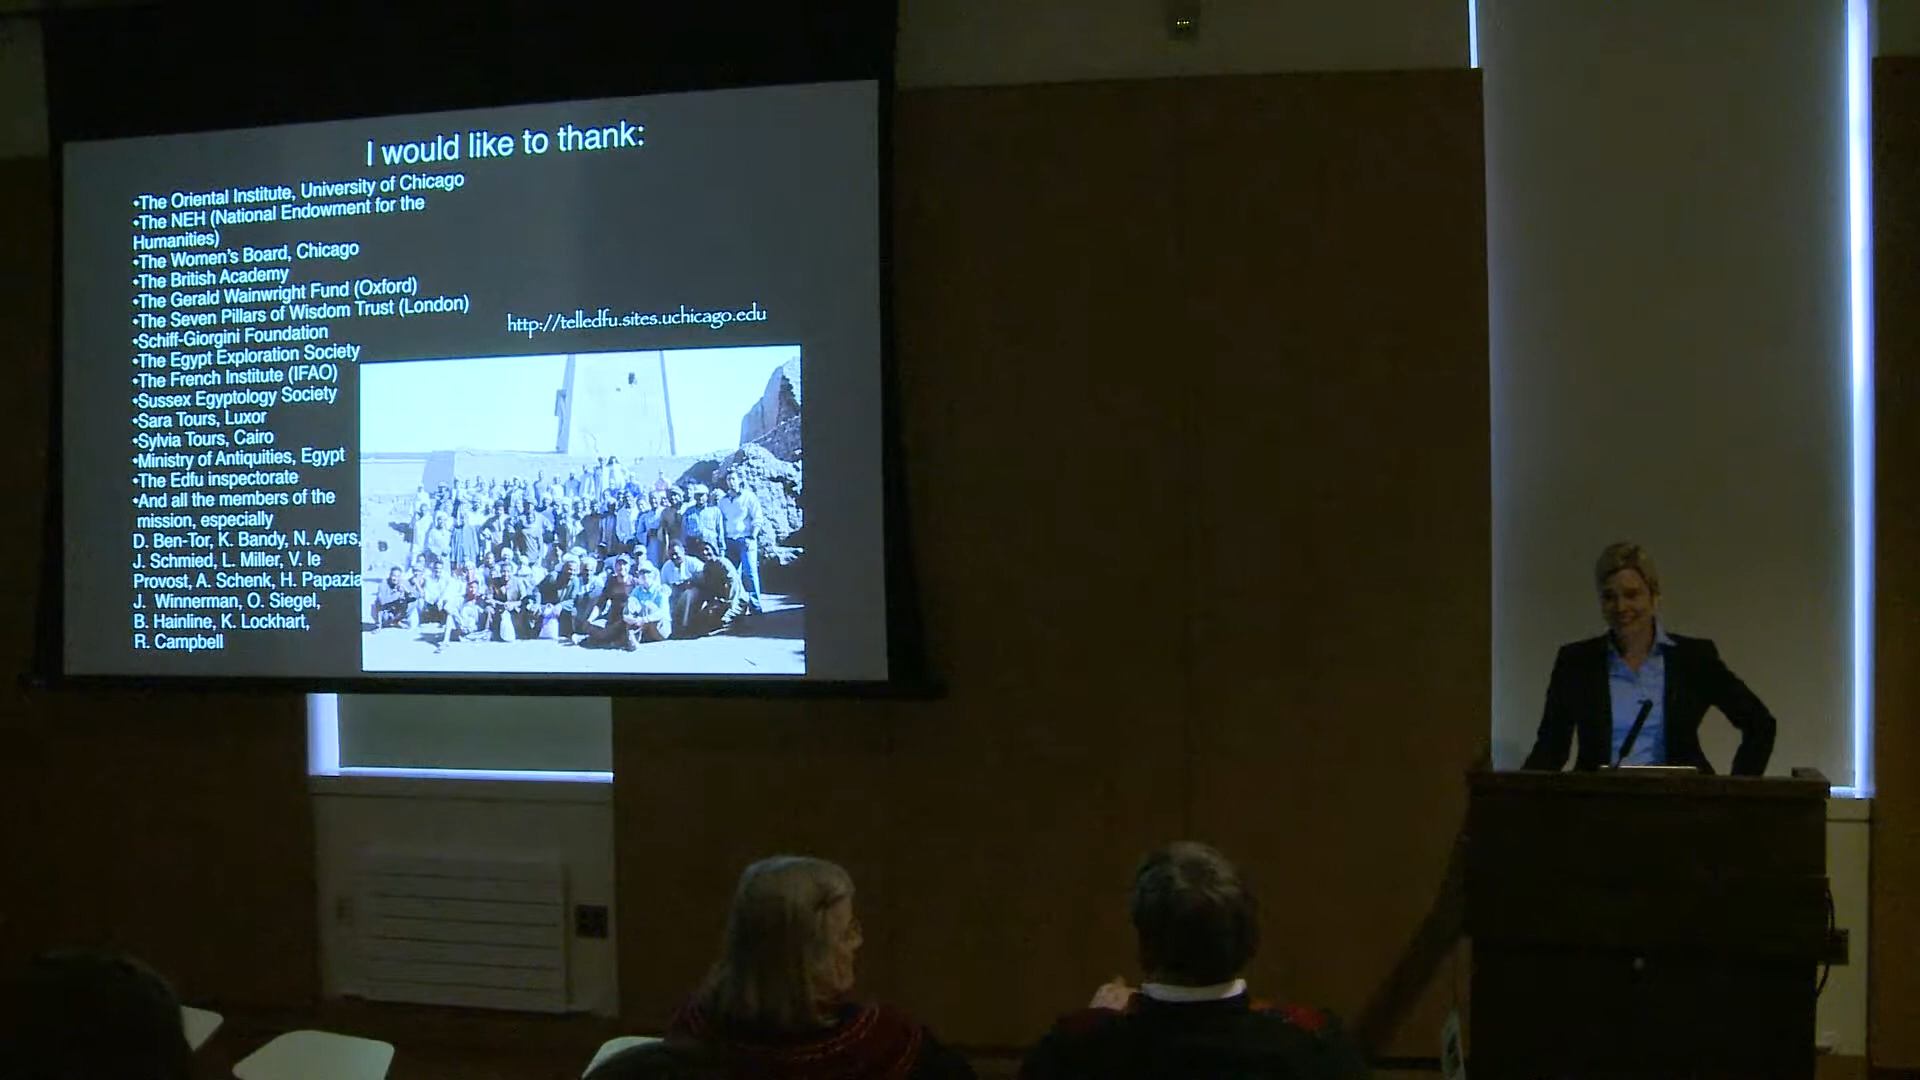 I would like to thank:
•The Oriental Institute, University of Chicago
•The NEH (National Endowment for the
Humanities)
•The Women's Board, Chicago
•The British Academy
•The Gerald Wainwright Fund (Oxford)
•The Seven Pillars of Wisdom Trust (London)
•Schiff-Giorgini Foundation
•The Egypt Exploration Society
•The French Institute (IFAO)
•Sussex Egyptology Society
•Sara Tours, Luxor
•Sylvia Tours, Cairo
•Ministry of Antiquities, Egypt
•The Edfu inspectorate
•And all the members of the
mission, especially
D. Ben-Tor, K. Bandy, N. Ayers,
J. Schmied, L. Miller, V. le
Provost, A. Schenk, H. Papazia
J. Winnerman, O. Siegel,
B. Hainline, K. Lockhart,
R. Campbell
http://telledfu.sites.uchicago.edu